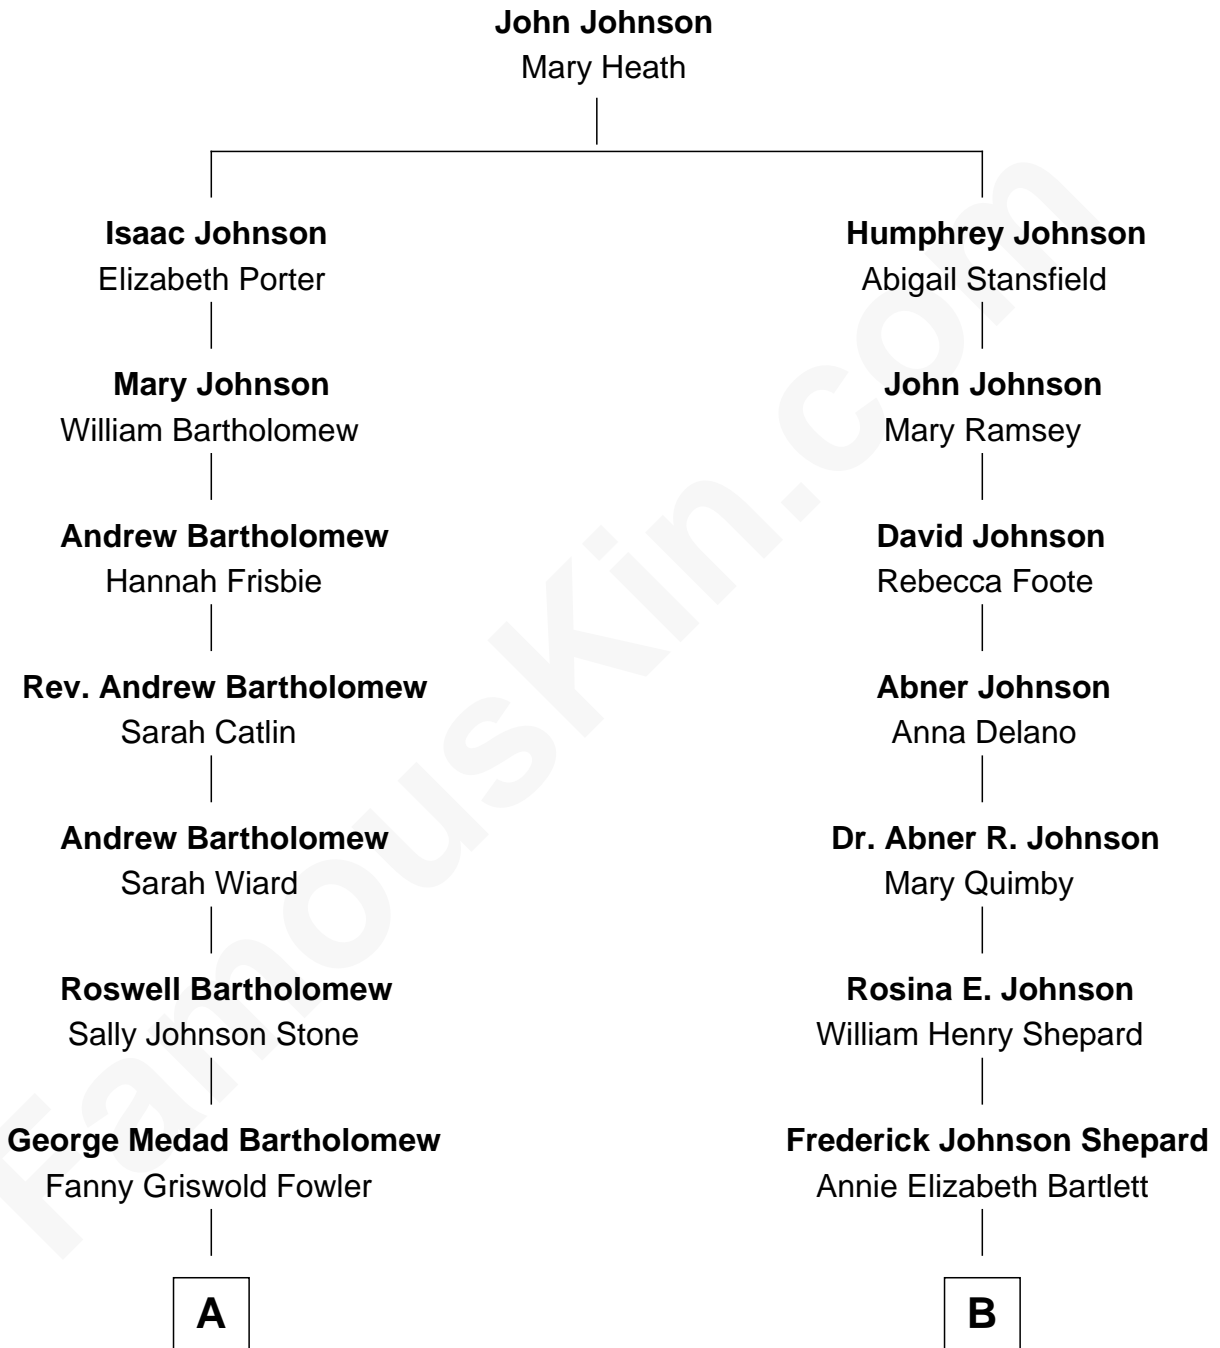 John Johnson
Mary Heath
Isaac Johnson
Elizabeth Porter
Humphrey Johnson
Abigail Stansfield
Mary Johnson
William Bartholomew
John Johnson
Mary Ramsey
Andrew Bartholomew
Hannah Frisbie
David Johnson
Rebecca Foote
Rev. Andrew Bartholomew
Sarah Catlin
Abner Johnson
Anna Delano
Andrew Bartholomew
Sarah Wiard
Dr. Abner R. Johnson
Mary Quimby
Roswell Bartholomew
Sally Johnson Stone
Rosina E. Johnson
William Henry Shepard
George Medad Bartholomew
Fanny Griswold Fowler
Frederick Johnson Shepard
Annie Elizabeth Bartlett
A
B
FamousKin.com